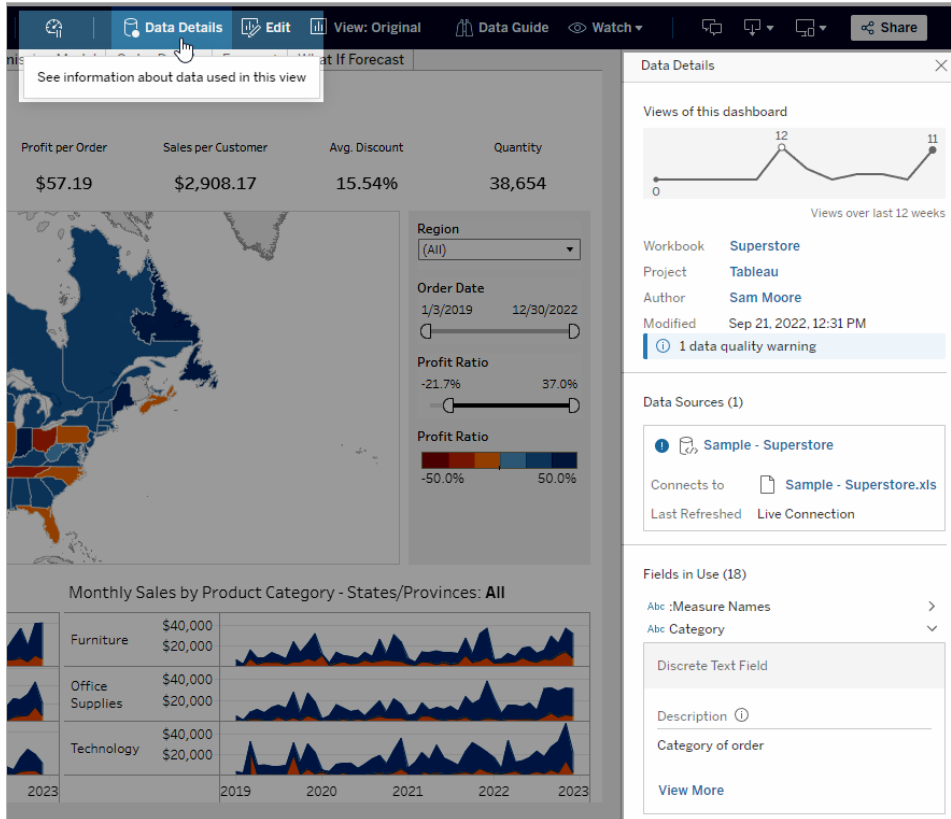 Data Details
Edit
View: Original
Data Guide
Watch
Share
What If Forecast
See information about data used in this view
Profit per Order
Sales per Customer
Avg. Discount
Quantity
$57.19
$2,908.17
15.54%
38,654
Region
(All)
Order Date
1/3/2019
12/30/2022
Profit Ratio
-21.7%
37.0%
Profit Ratio
-50.0%
50.0%
Monthly Sales by Product Category - States/Provinces: All
Furniture
$40,000
$20,000
Office
Supplies
$40,000
$20,000
Technology
$40,000
$20,000
2023
2019
2020
2021
2022
2023
Data Details
Views of this dashboard
12
11
0
Views over last 12 weeks
Workbook Superstore
Project Tableau
Author Sam Moore
Modified Sep 21, 2022, 12:31 PM
1 data quality warning
Data Sources (1)
Sample - Superstore
Connects to Sample - Superstore.xls
Last Refreshed Live Connection
Fields in Use (18)
Abc :Measure Names
Abc Category
Discrete Text Field
Description
Category of order
View More